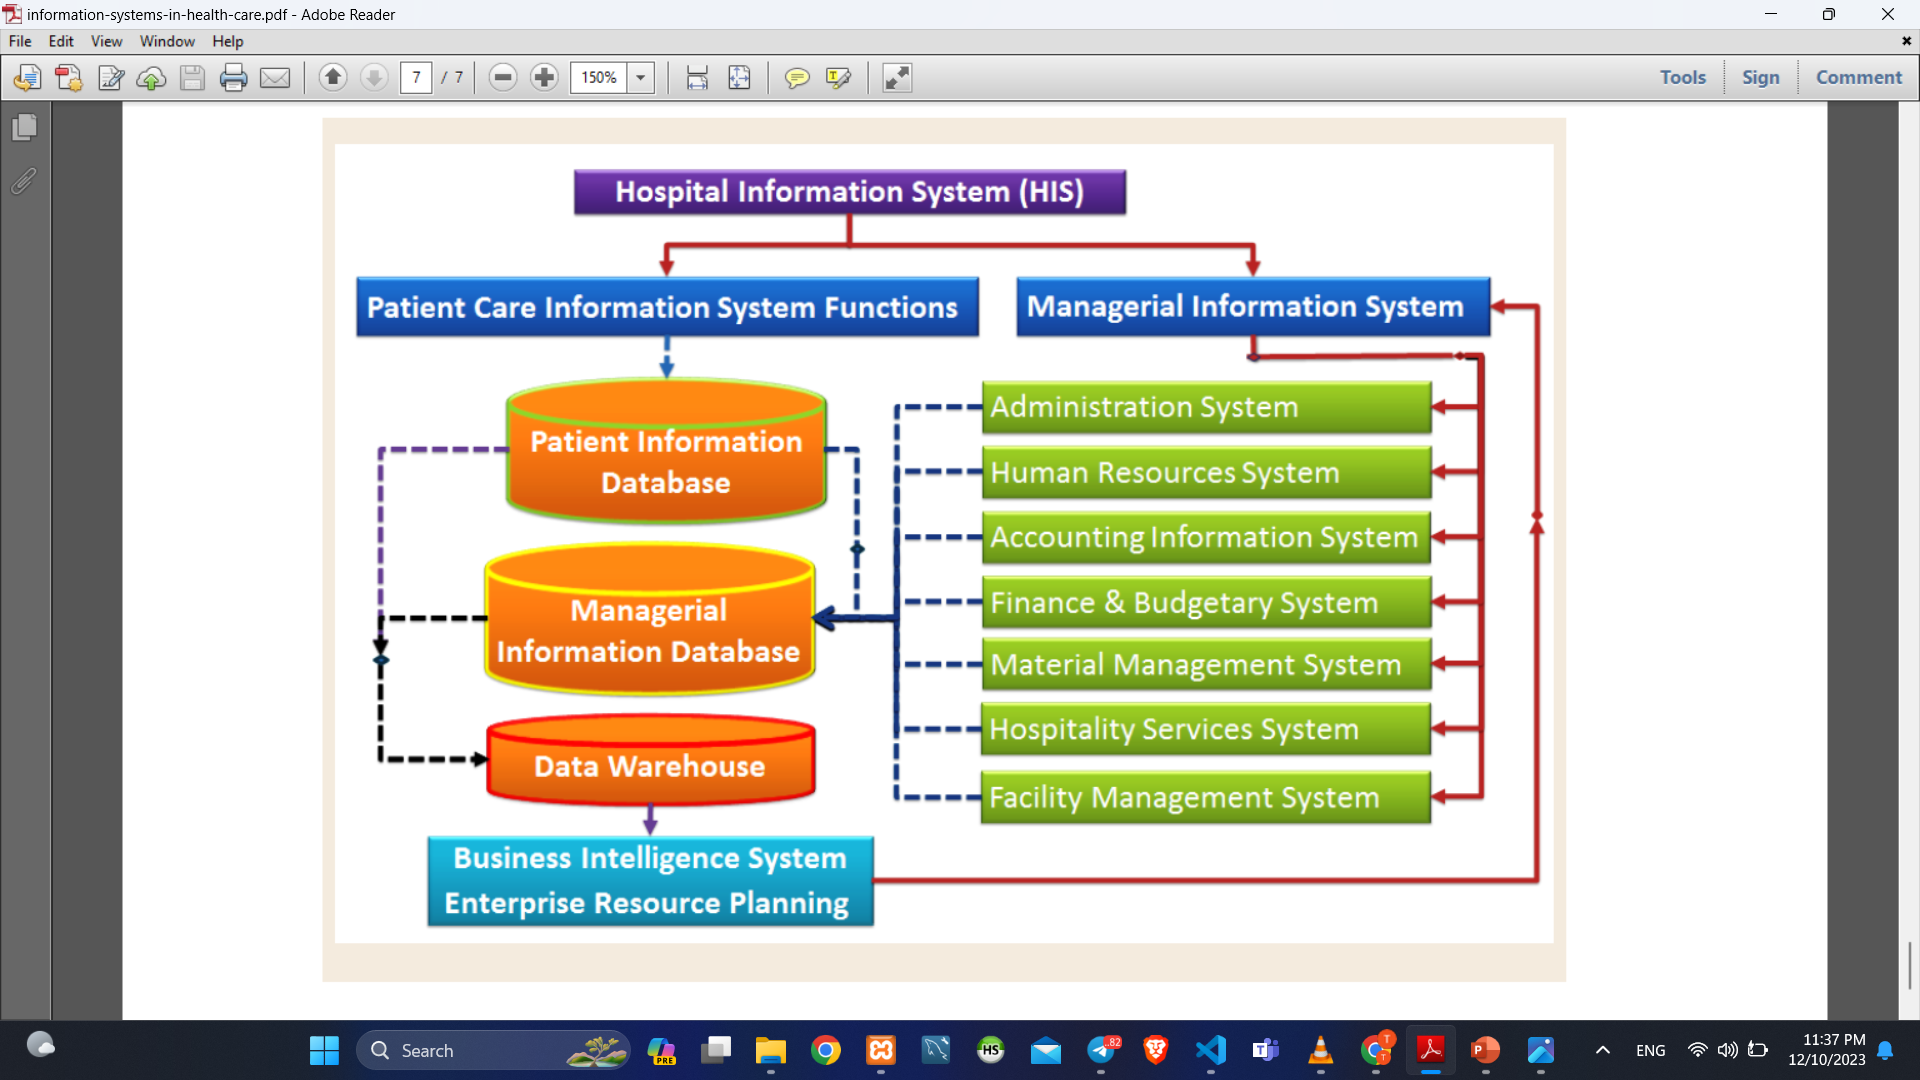 information-systems-in-health-care.pdf - Adobe Reader
File Edit View Window Help
7 / 7 150% Tools Sign Comment
Hospital Information System (HIS)
Patient Care Information System Functions
Managerial Information System
Patient Information
Database
Managerial
Information Database
Data Warehouse
Business Intelligence System
Enterprise Resource Planning
Administration System
Human Resources System
Accounting Information System
Finance & Budgetary System
Material Management System
Hospitality Services System
Facility Management System
Search
PRE
HS
.82
T
T
P
ENG
11:37 PM
12/10/2023